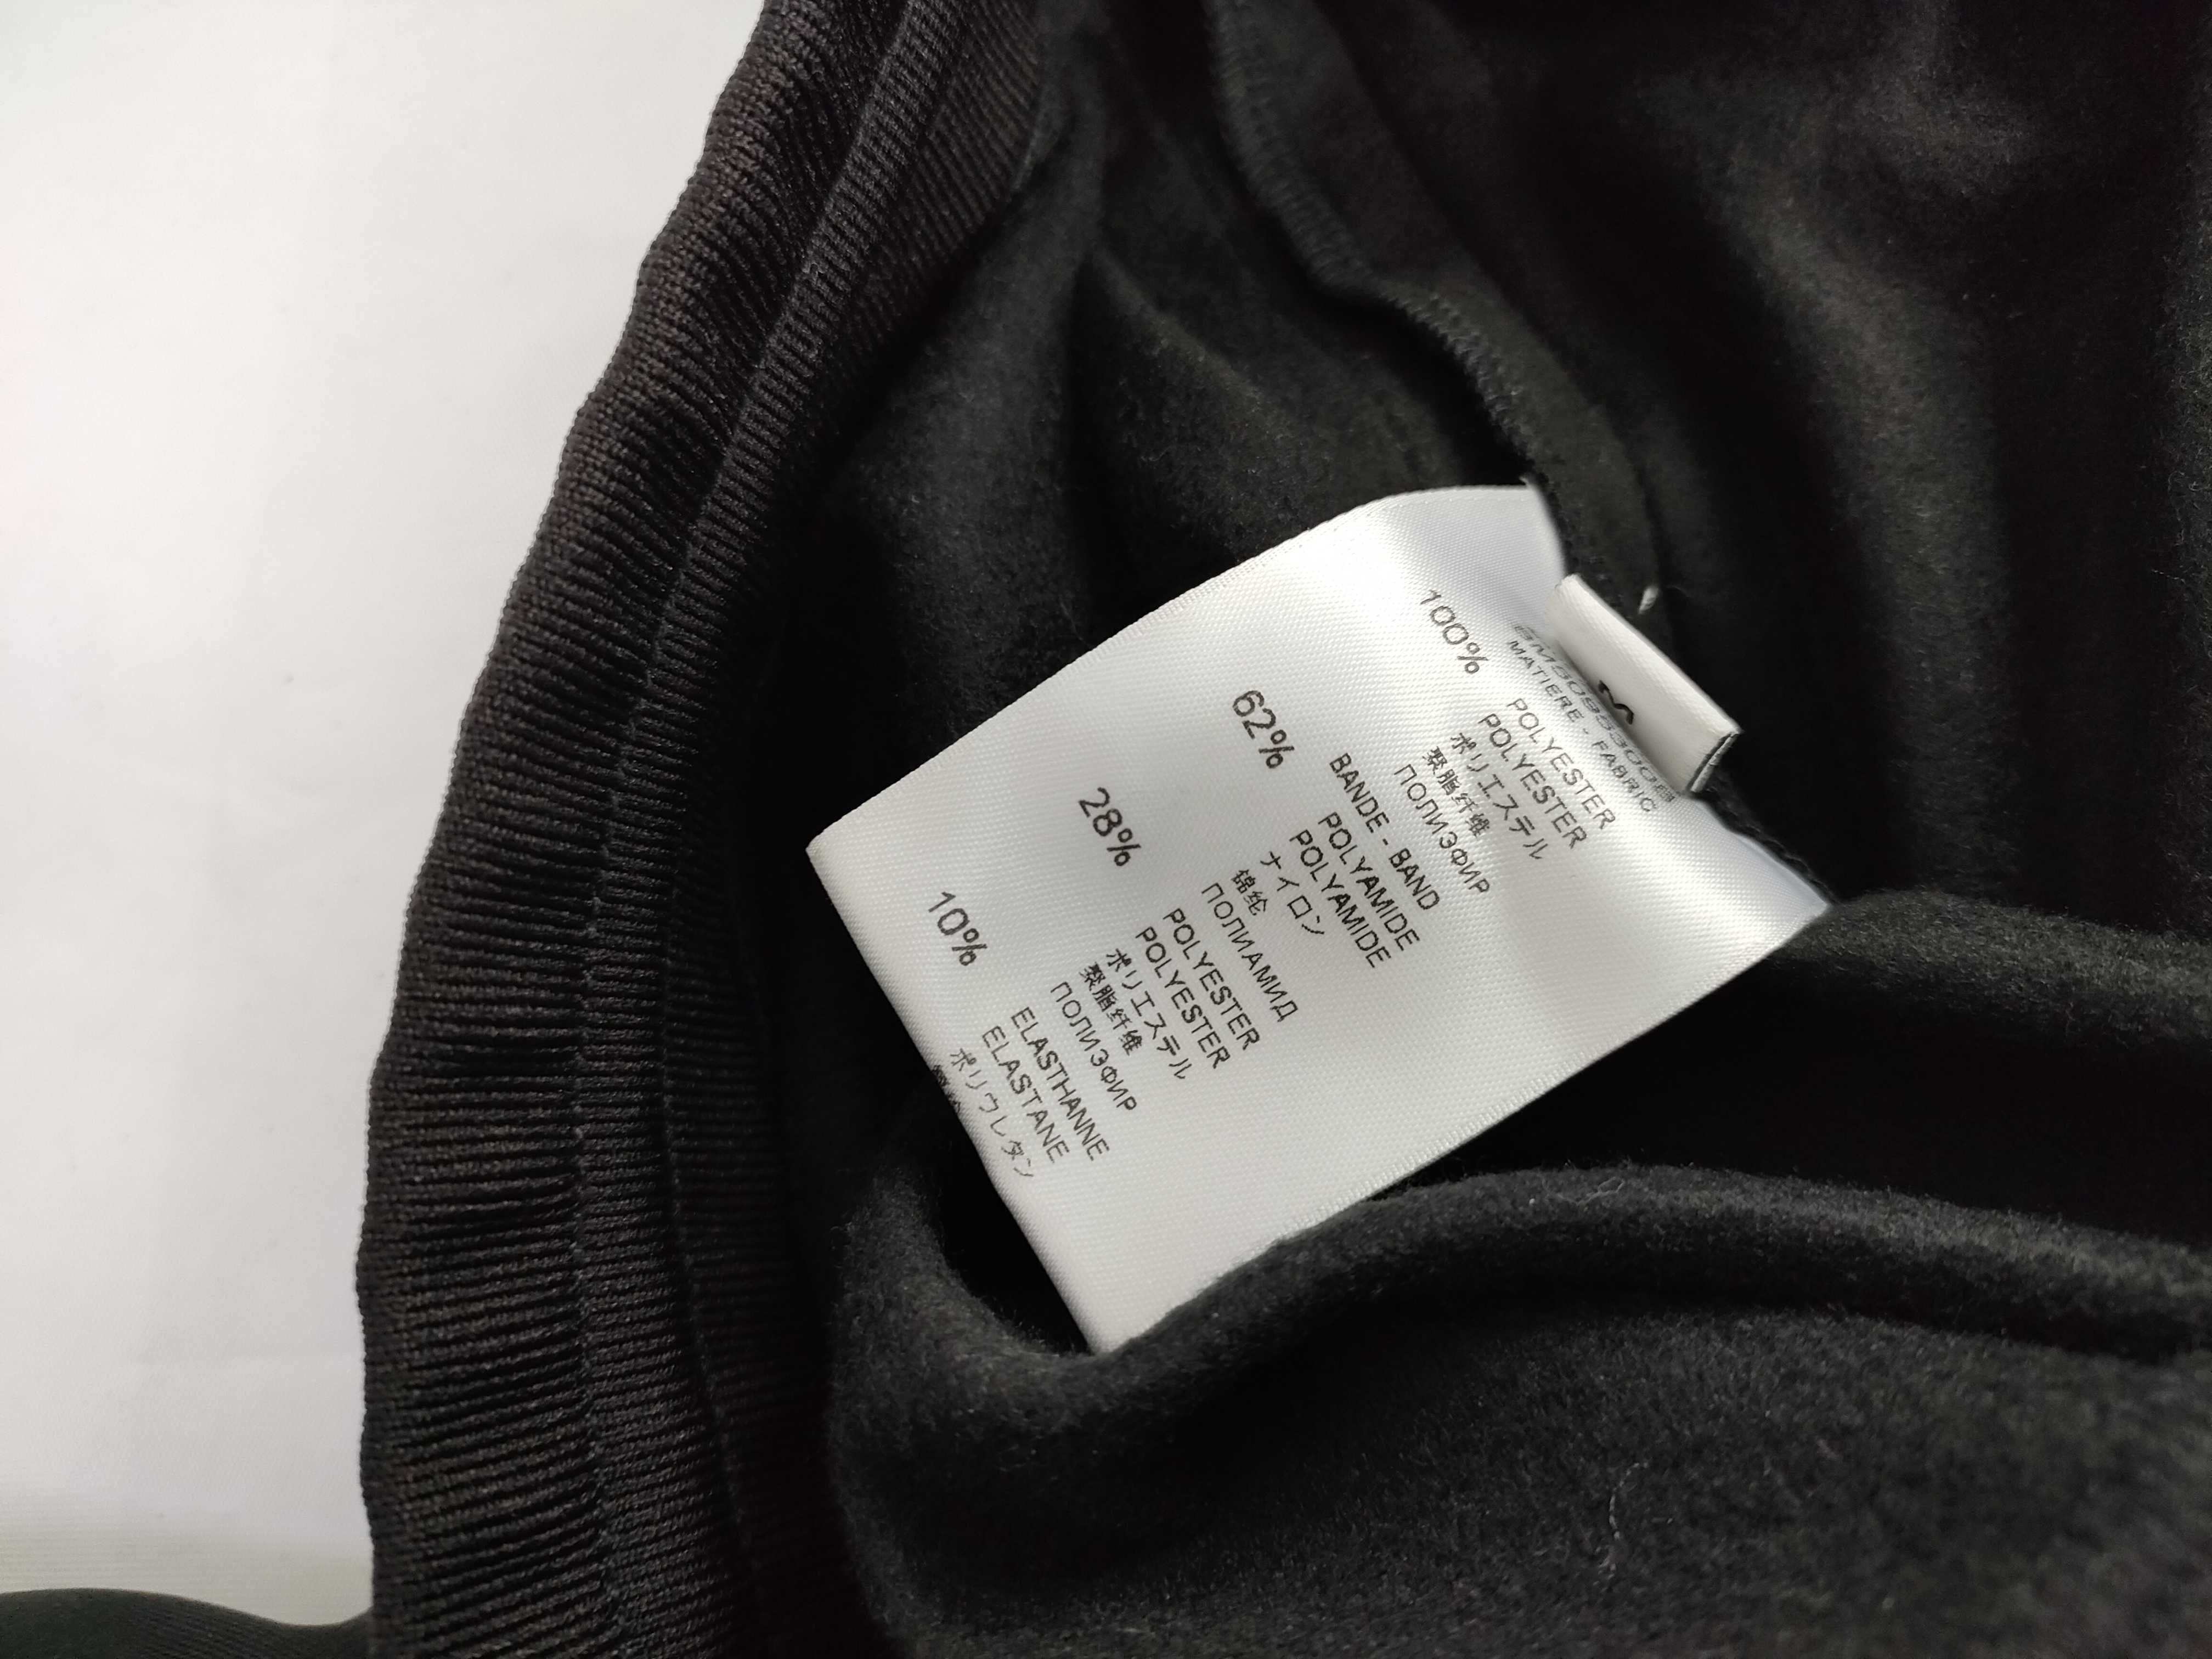 MATIERE - FABRIC
100% POLYESTER
POLYESTER
ポリエステル
聚脂纤维
ПОЛИЭФИР
BANDE - BAND
62% POLYAMIDE
POLYAMIDE
ナイロン
锦纶
ПОЛИАМИД
28% POLYESTER
POLYESTER
ポリエステル
聚脂纤维
ПОЛИЭФИР
10% ELASTHANNE
ELASTANE
ポリウレタン